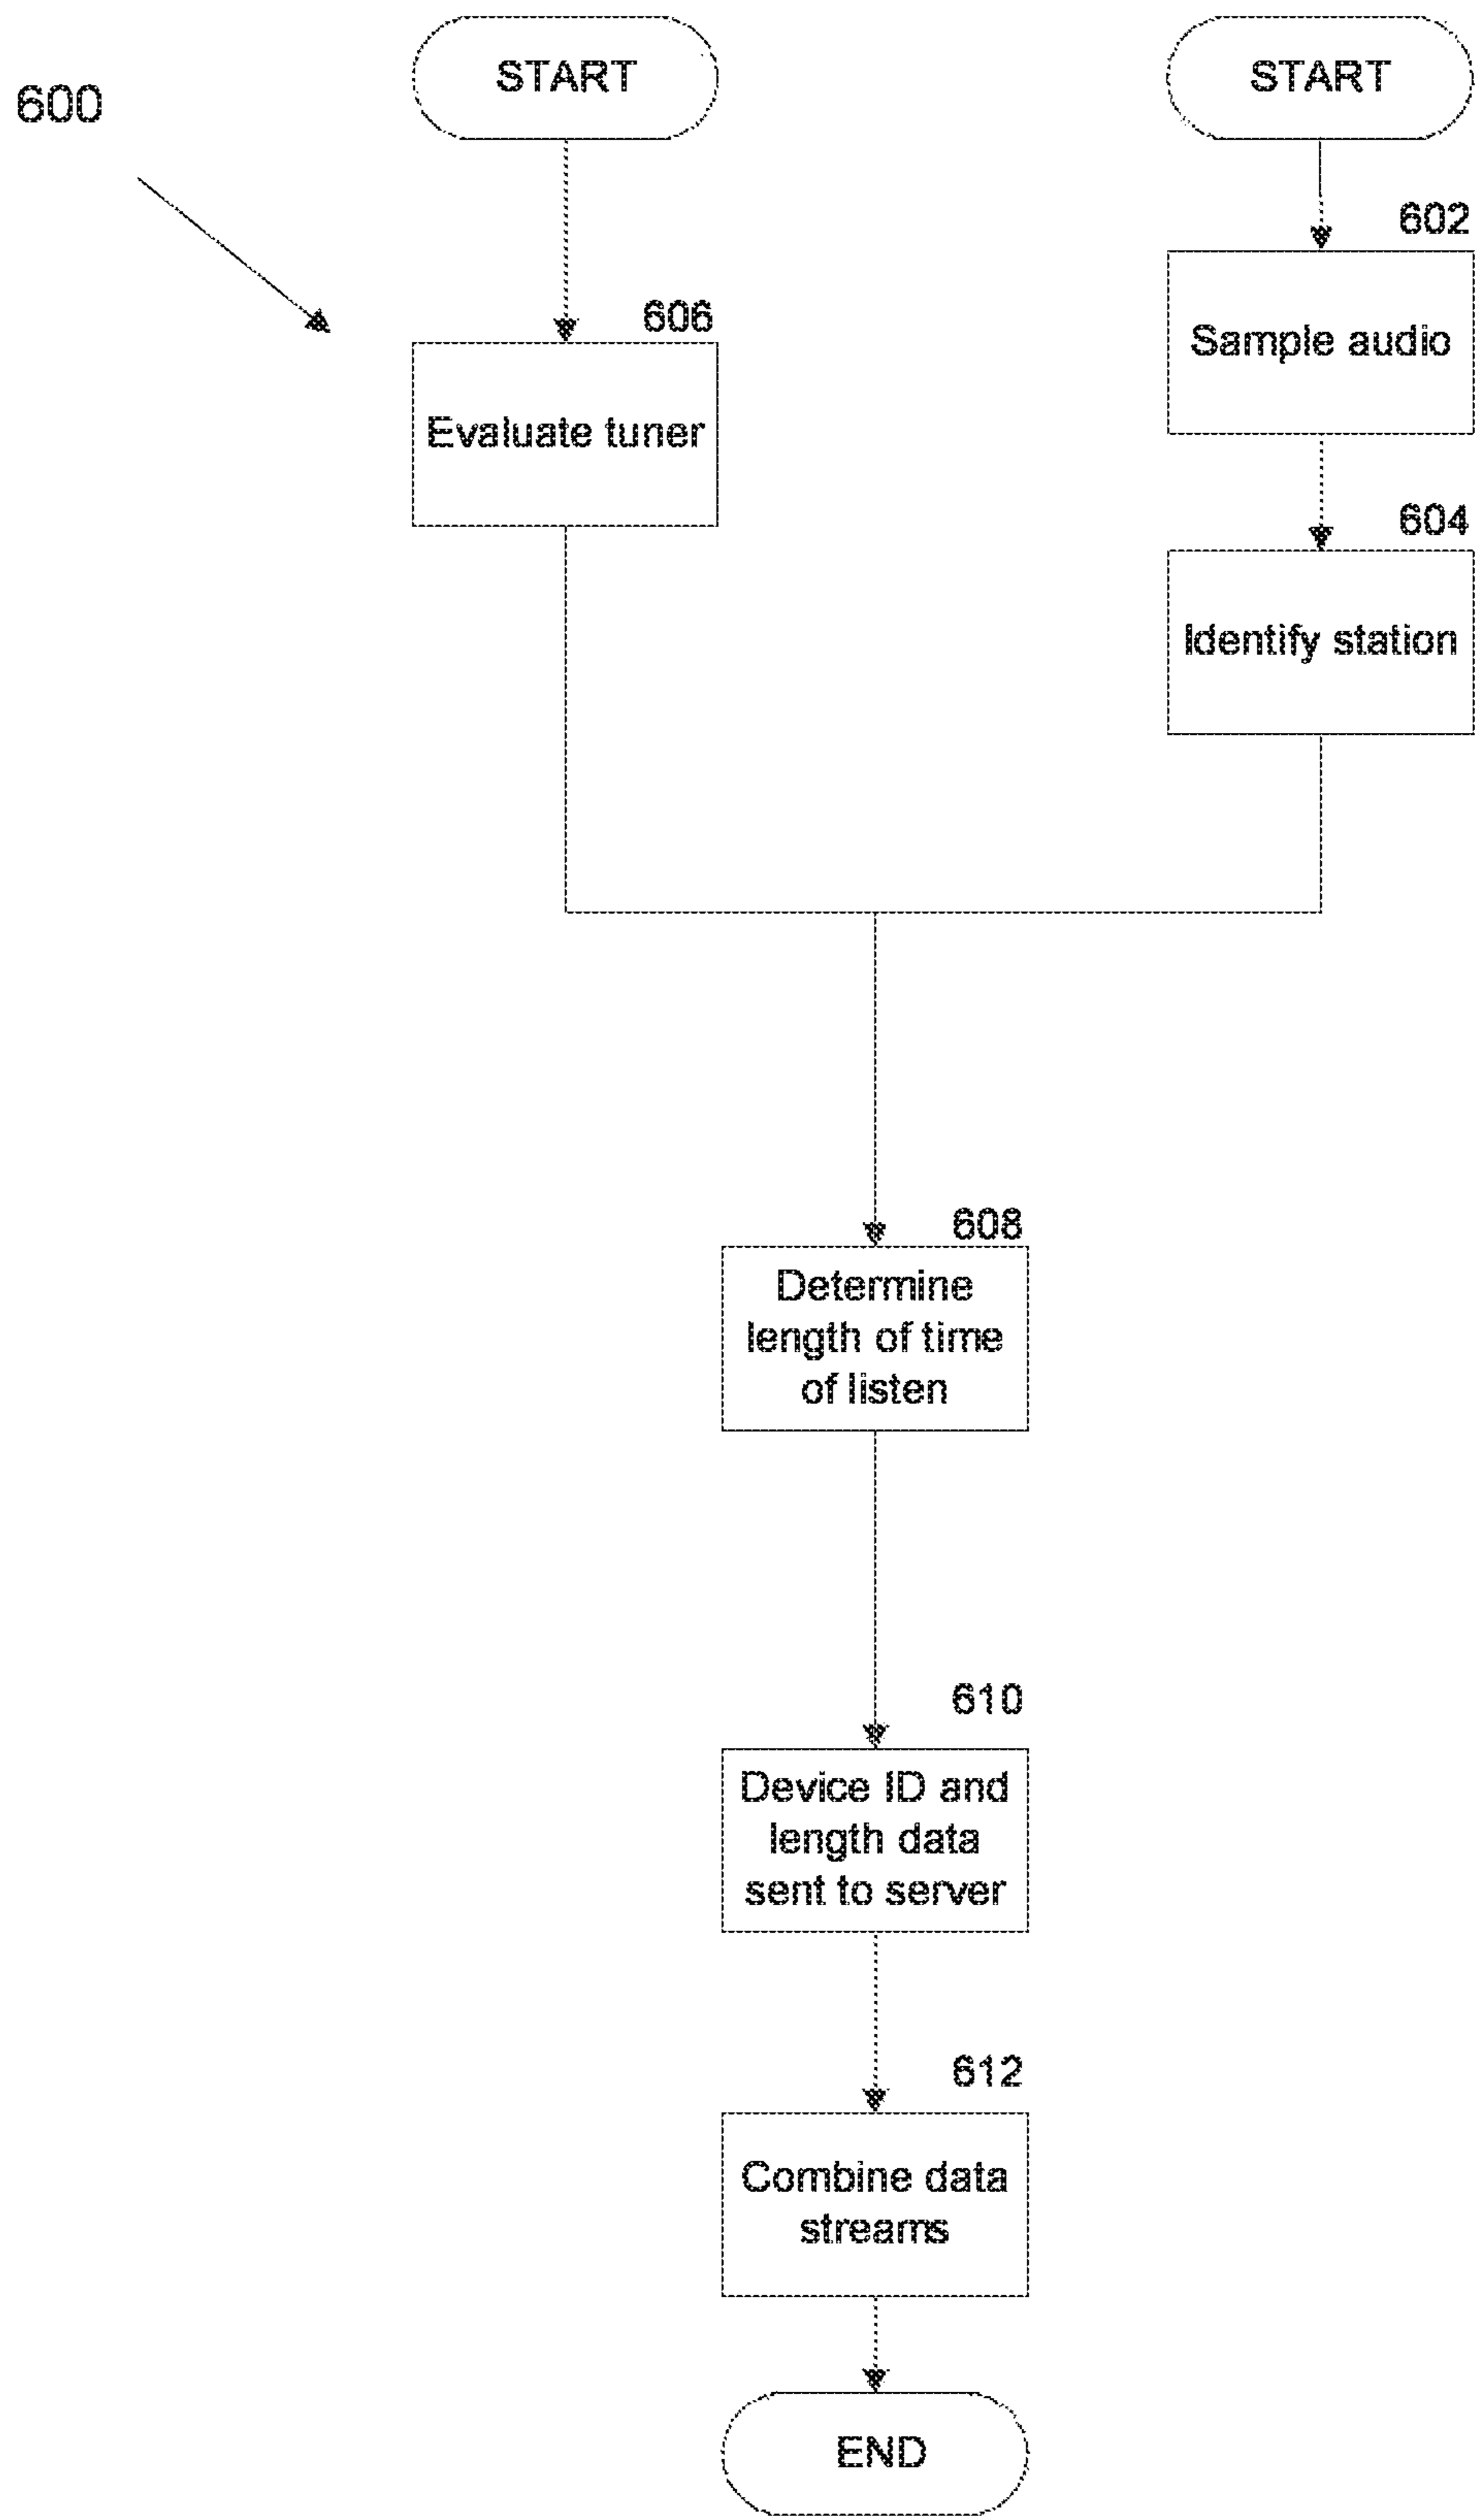 600
START
START
602
Sample audio
606
Evaluate tuner
604
Identify station
608
Determine
length of time
of listen
610
Device ID and
length data
sent to server
612
Combine data
streams
END